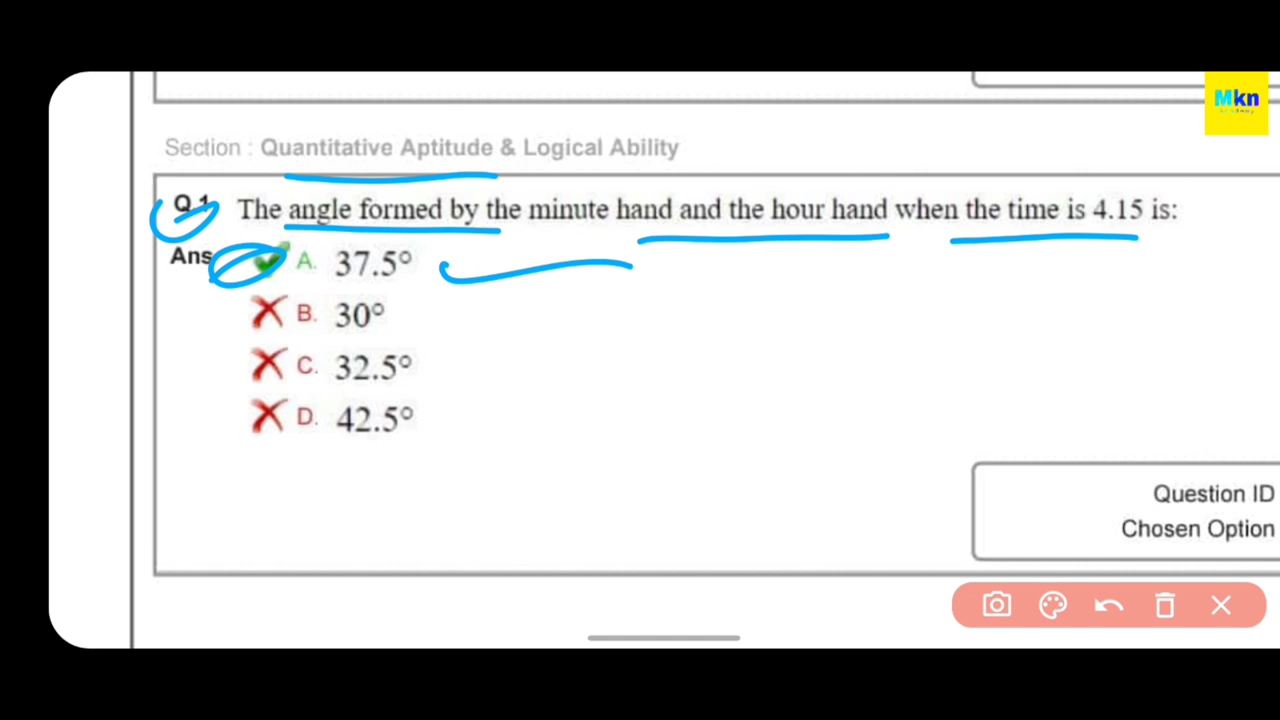 Mkn
Section : Quantitative Aptitude & Logical Ability
Q.1 The angle formed by the minute hand and the hour hand when the time is 4.15 is:
Ans A. 37.5°
B. 30°
C. 32.5°
D. 42.5°
Question ID
Chosen Option